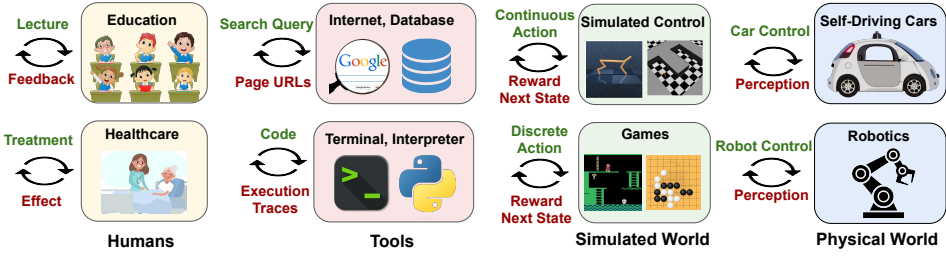 Lecture
Feedback
Education
Search Query
Page URLs
Internet, Database
Google
Continuous
Action
Reward
Next State
Simulated Control
Car Control
Perception
Self-Driving Cars
Treatment
Effect
Healthcare
Code
Execution
Traces
Terminal, Interpreter
>_
Discrete
Action
Reward
Next State
Games
Robot Control
Perception
Robotics
Humans
Tools
Simulated World
Physical World